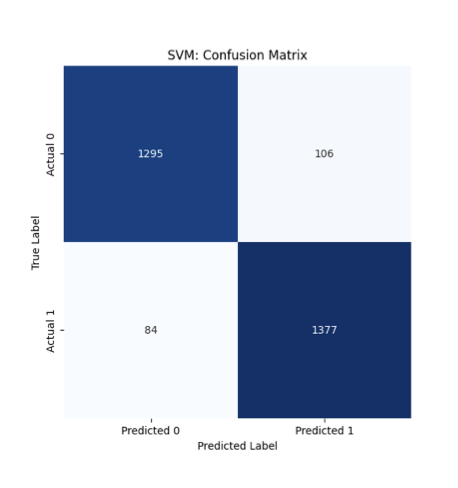 SVM: Confusion Matrix
True Label
Actual 0
1295
106
Actual 1
84
1377
Predicted 0
Predicted 1
Predicted Label